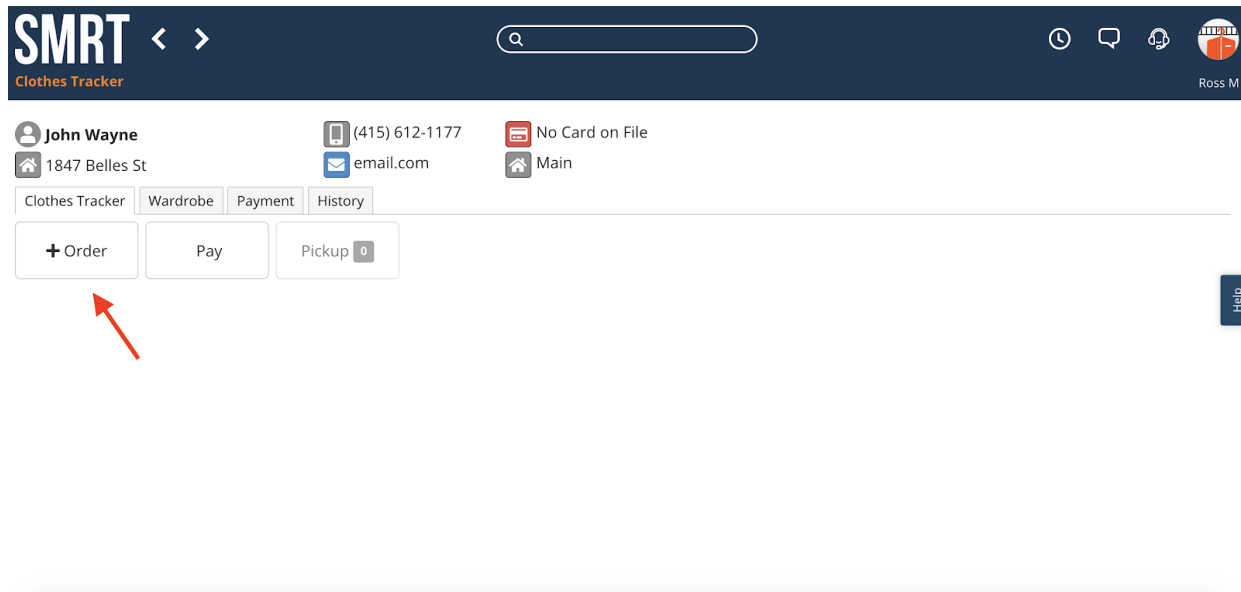 SMRT
Clothes Tracker
Ross M
John Wayne
(415) 612-1177
No Card on File
1847 Belles St
email.com
Main
Clothes Tracker
Wardrobe
Payment
History
Order
Pay
Pickup 0
Help